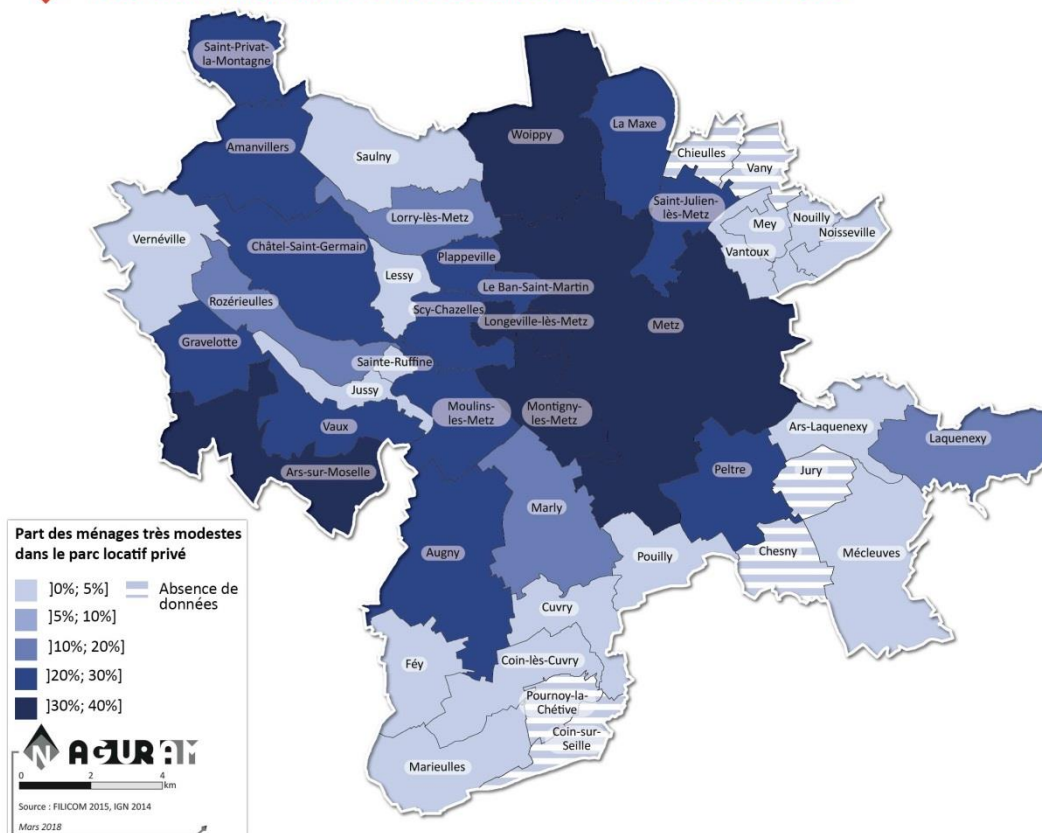 Saint-Privat-
la-Montagne
Amanvillers
Saulny
Woippy
La Maxe
Chieulles
Vany
Lorry-lès-Metz
Saint-Julien-
lès-Metz
Mey
Nouilly
Noisseville
Vantoux
Vernéville
Châtel-Saint-Germain
Plappeville
Lessy
Le Ban-Saint-Martin
Rozérieulles
Scy-Chazelles
Longeville-lès-Metz
Metz
Gravelotte
Sainte-Ruffine
Jussy
Moulins-
les-Metz
Montigny-
les-Metz
Vaux
Ars-Laquenexy
Laquenexy
Ars-sur-Moselle
Peltre
Jury
Marly
Augny
Pouilly
Chesny
Mécleuves
Cuvry
Féy
Coin-lès-Cuvry
Pournoy-la-
Chétive
Coin-sur-
Seille
Marieulles
Part des ménages très modestes
dans le parc locatif privé
]0%; 5%]
Absence de
données
]5%; 10%]
]10%; 20%]
]20%; 30%]
]30%; 40%]
N
AGURAM
0 2 4
km
Source : FILICOM 2015, IGN 2014
Mars 2018